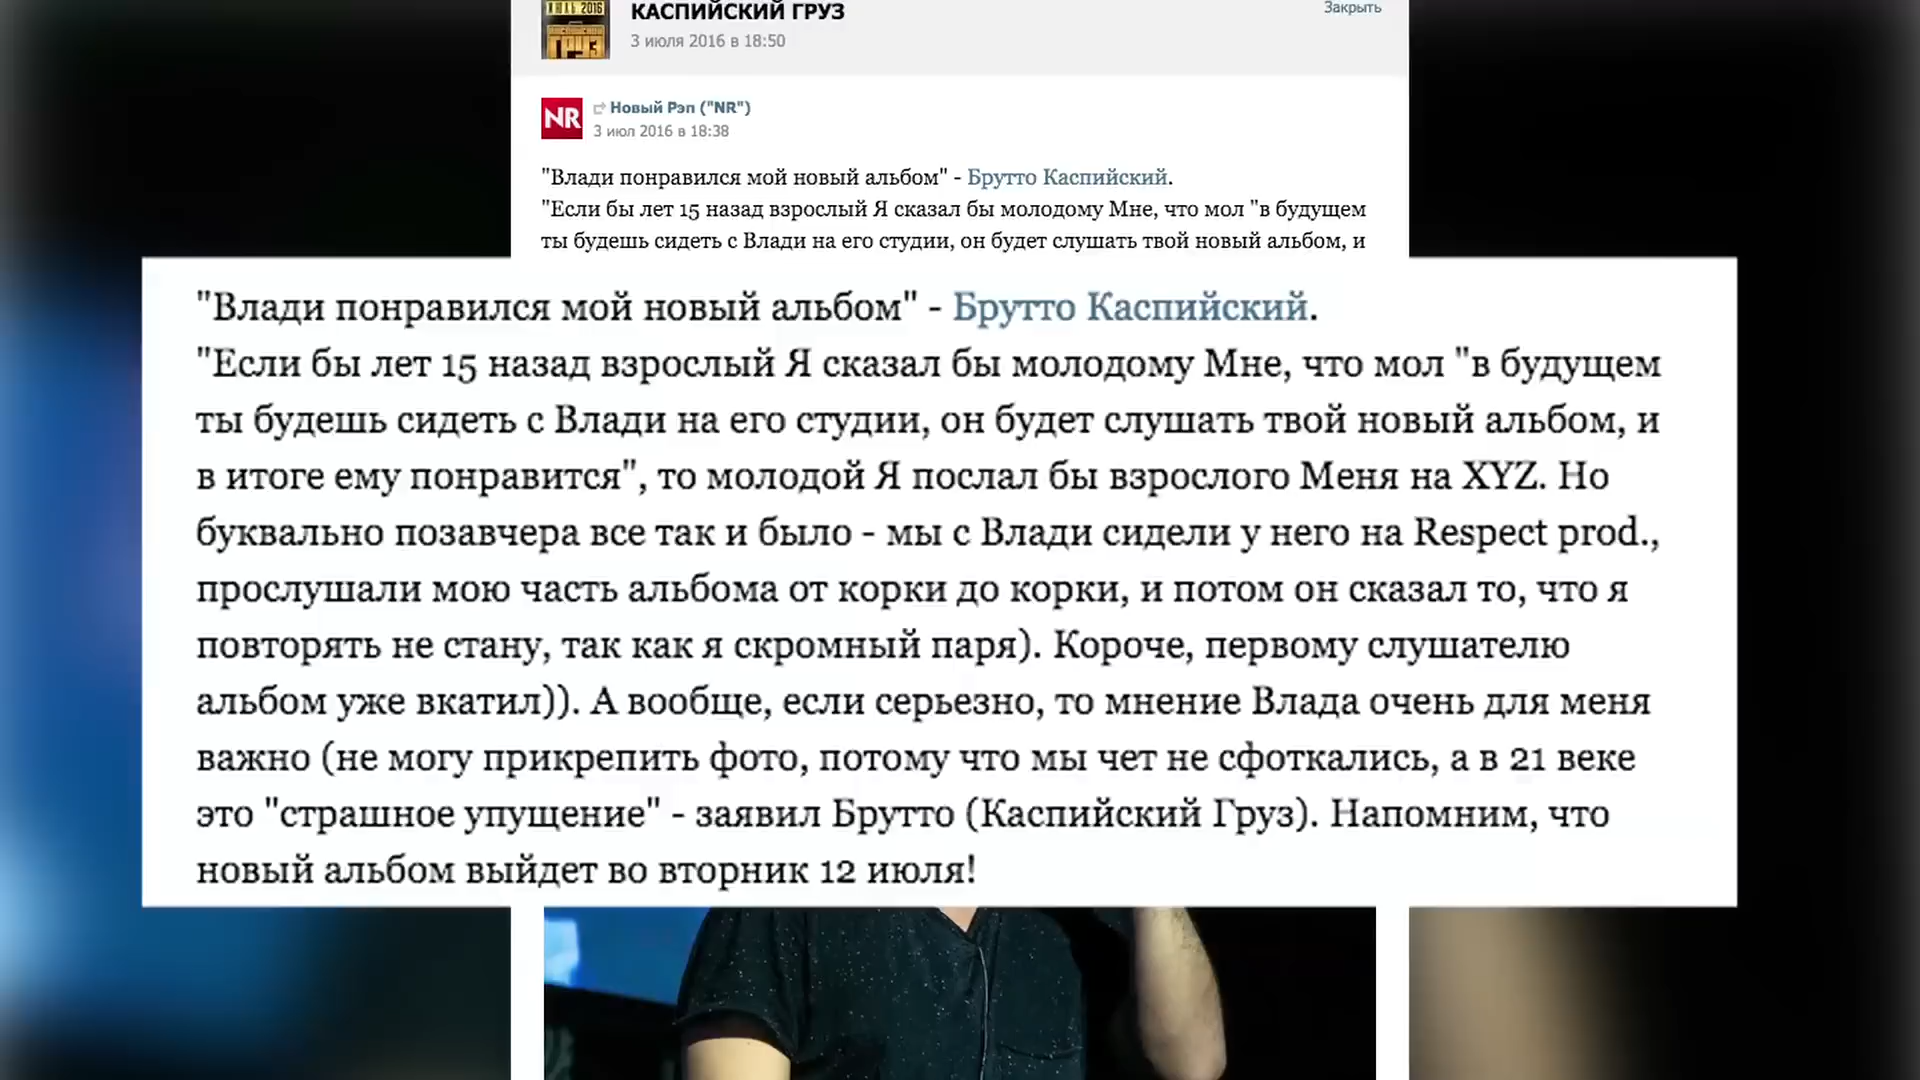 ИЮЛЬ 2016
ГРУЗ
КАСПИЙСКИЙ ГРУЗ
3 июля 2016 в 18:50
Закрыть
NR
Новый Рэп ("NR")
3 июл 2016 в 18:38
"Влади понравился мой новый альбом" - Брутто Каспийский.
"Если бы лет 15 назад взрослый Я сказал бы молодому Мне, что мол "в будущем
ты будешь сидеть с Влади на его студии, он будет слушать твой новый альбом, и
"Влади понравился мой новый альбом" - Брутто Каспийский.
"Если бы лет 15 назад взрослый Я сказал бы молодому Мне, что мол "в будущем
ты будешь сидеть с Влади на его студии, он будет слушать твой новый альбом, и
в итоге ему понравится", то молодой Я послал бы взрослого Меня на XYZ. Но
буквально позавчера все так и было - мы с Влади сидели у него на Respect prod.,
прослушали мою часть альбома от корки до корки, и потом он сказал то, что я
повторять не стану, так как я скромный паря). Короче, первому слушателю
альбом уже вкатил)). А вообще, если серьезно, то мнение Влада очень для меня
важно (не могу прикрепить фото, потому что мы чет не сфоткались, а в 21 веке
это "страшное упущение" - заявил Брутто (Каспийский Груз). Напомним, что
новый альбом выйдет во вторник 12 июля!